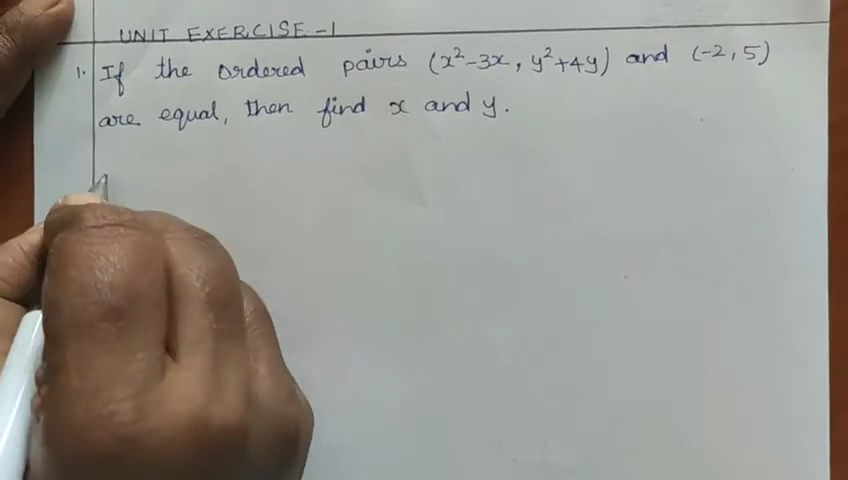 UNIT EXERCISE -1
1. If the ordered pairs (x²-3x, y²+4y) and (-2, 5)
are equal, then find x and y.